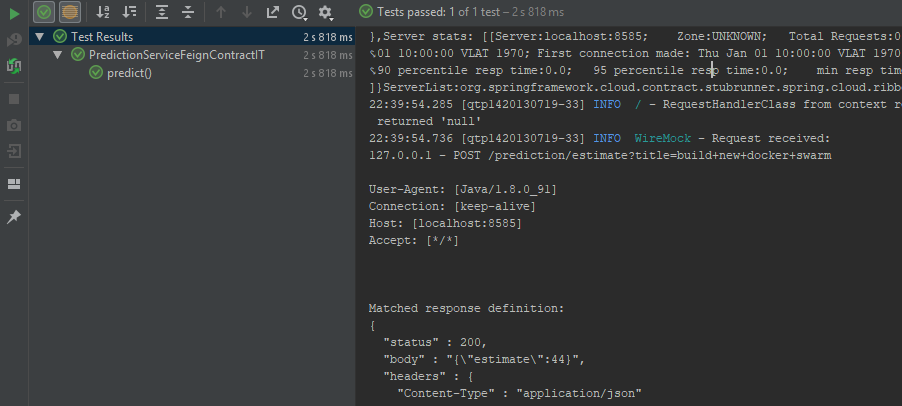 Tests passed: 1 of 1 test – 2 s 818 ms
Test Results 2 s 818 ms
PredictionServiceFeignContractIT 2 s 818 ms
predict() 2 s 818 ms
},Server stats: [[Server:localhost:8585; Zone:UNKNOWN; Total Requests:0
01 10:00:00 VLAT 1970; First connection made: Thu Jan 01 10:00:00 VLAT 1970
90 percentile resp time:0.0; 95 percentile resp time:0.0; min resp tim
]}ServerList:org.springframework.cloud.contract.stubrunner.spring.cloud.ribb
22:39:54.285 [qtp1420130719-33] INFO / - RequestHandlerClass from context re
returned 'null'
22:39:54.736 [qtp1420130719-33] INFO WireMock - Request received:
127.0.0.1 - POST /prediction/estimate?title=build+new+docker+swarm
User-Agent: [Java/1.8.0_91]
Connection: [keep-alive]
Host: [localhost:8585]
Accept: [*/*]
Matched response definition:
{
"status" : 200,
"body" : "{\"estimate\":44}",
"headers" : {
"Content-Type" : "application/json"